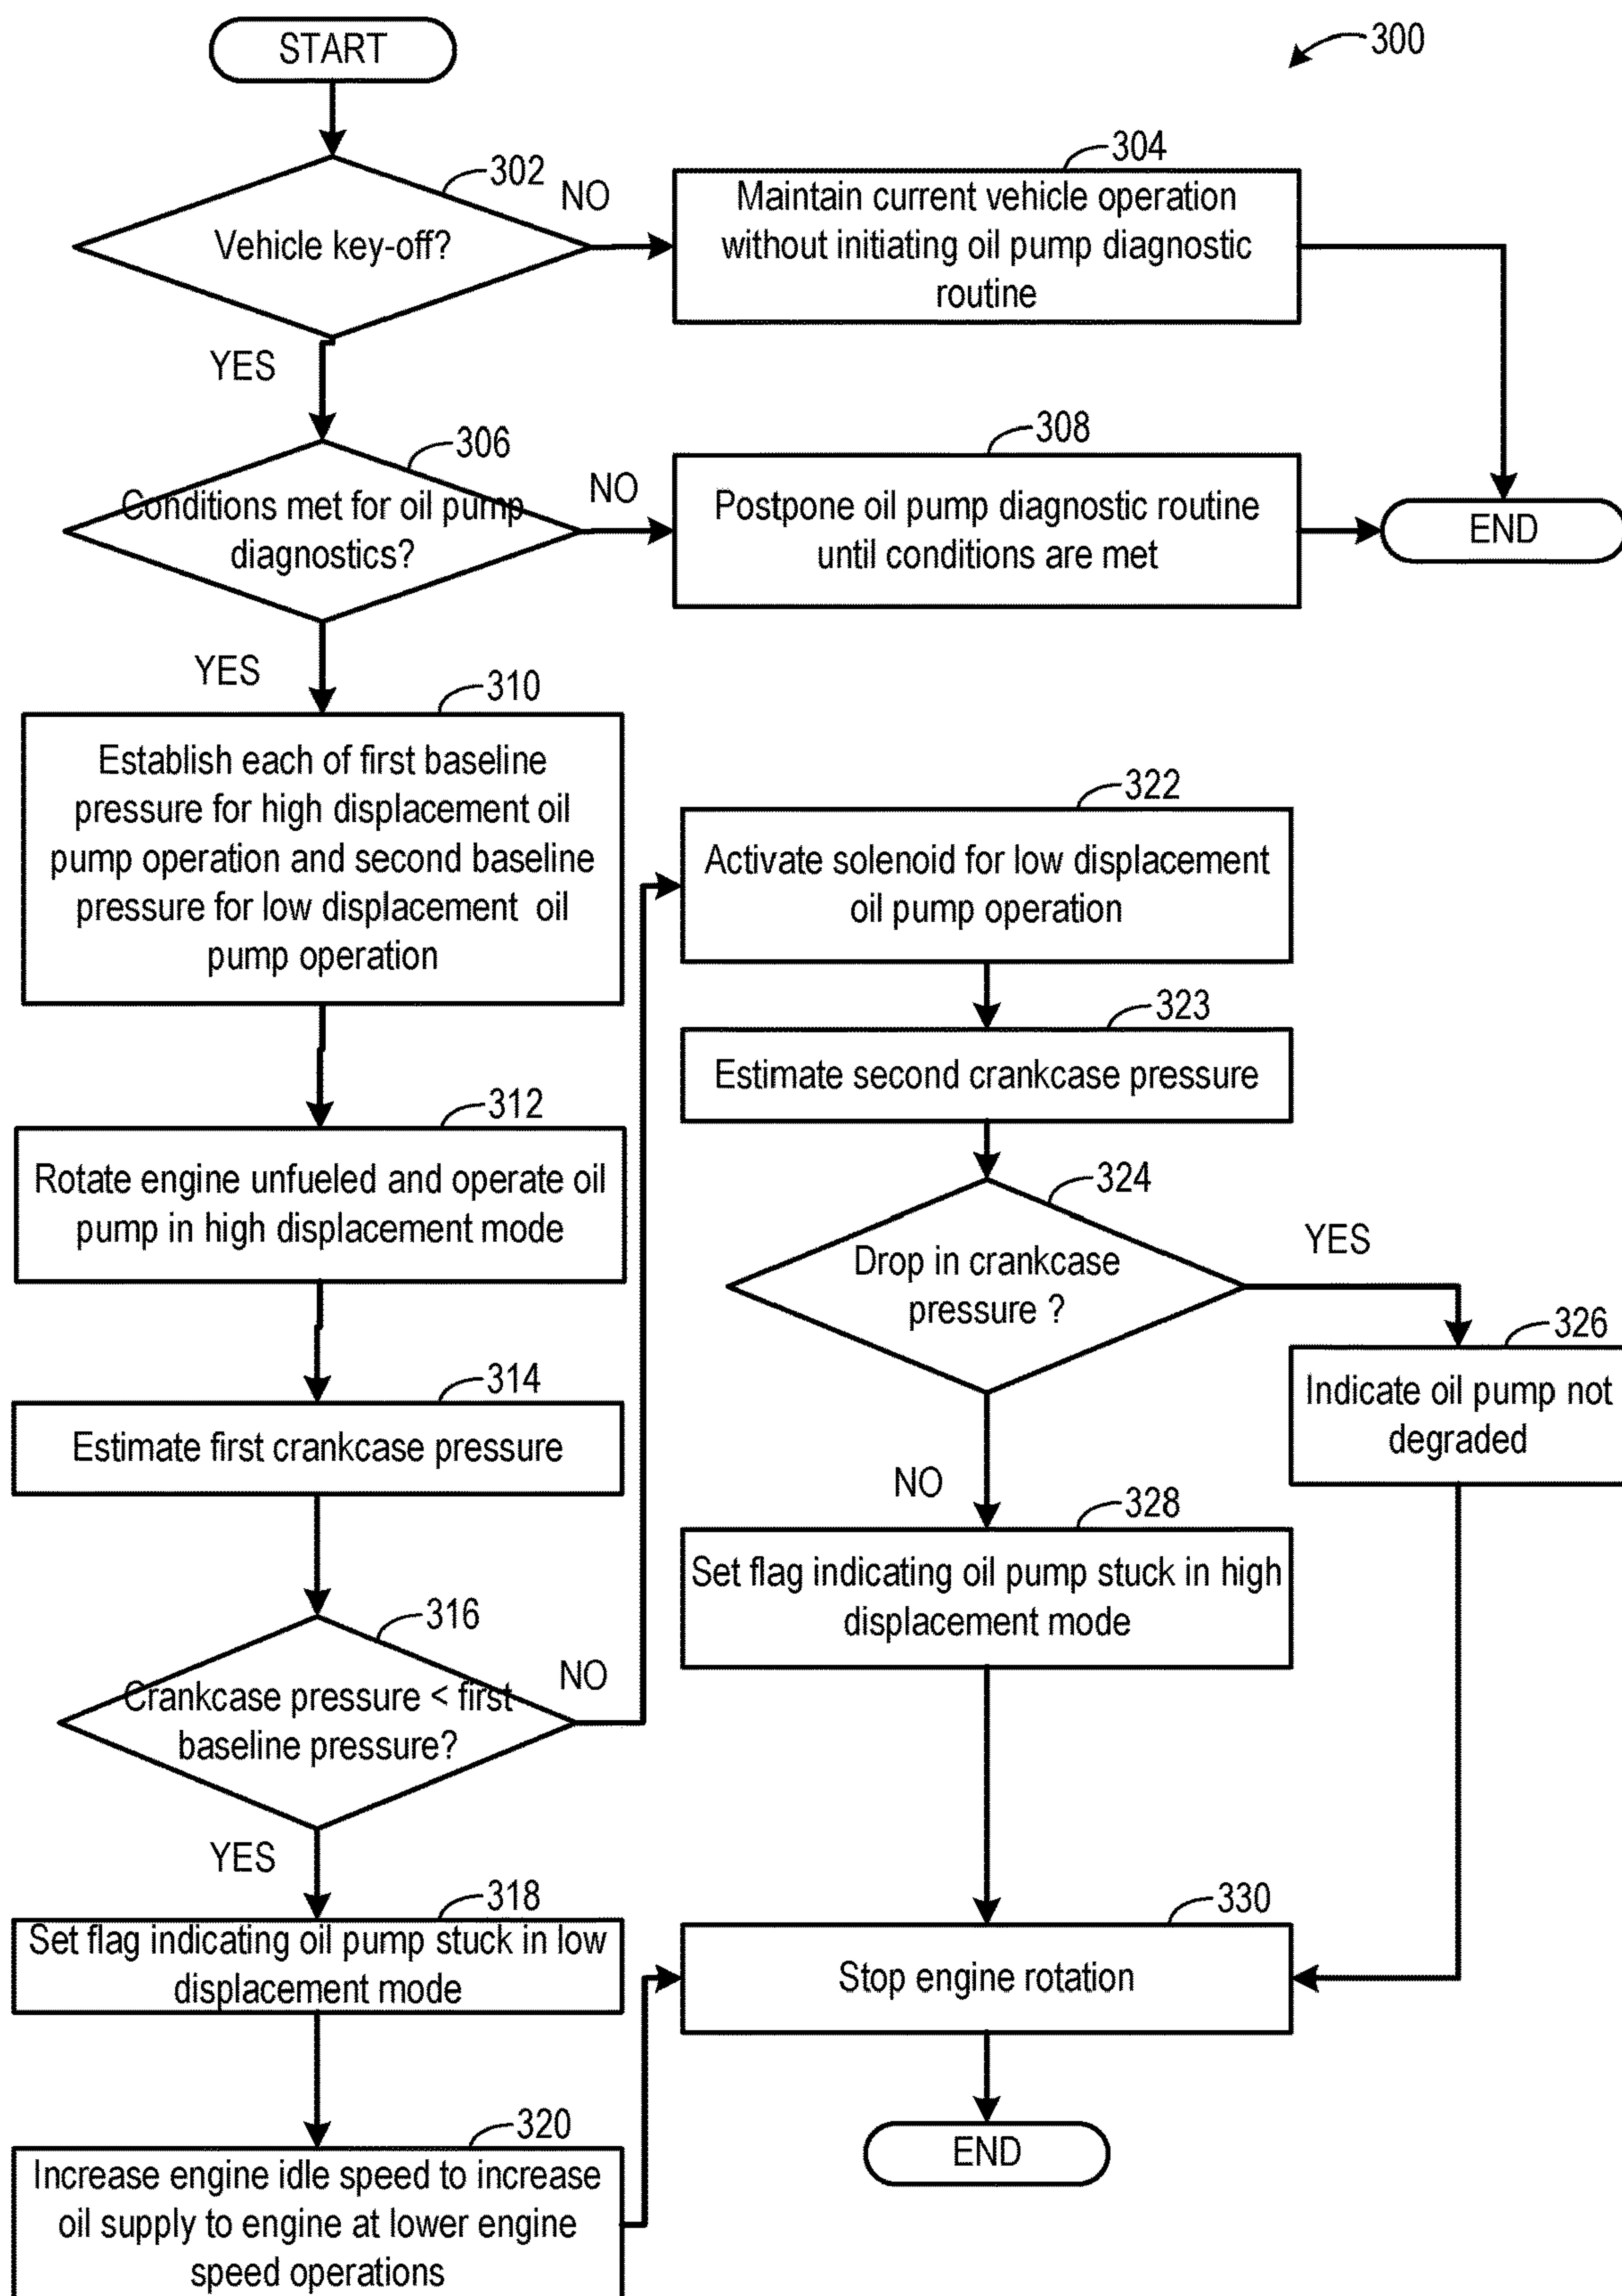 START
300
302
Vehicle key-off?
NO
304
Maintain current vehicle operation
without initiating oil pump diagnostic
routine
YES
306
Conditions met for oil pump
diagnostics?
NO
308
Postpone oil pump diagnostic routine
until conditions are met
END
YES
310
Establish each of first baseline
pressure for high displacement oil
pump operation and second baseline
pressure for low displacement oil
pump operation
312
Rotate engine unfueled and operate oil
pump in high displacement mode
314
Estimate first crankcase pressure
316
Crankcase pressure < first
baseline pressure?
NO
YES
318
Set flag indicating oil pump stuck in low
displacement mode
320
Increase engine idle speed to increase
oil supply to engine at lower engine
speed operations
322
Activate solenoid for low displacement
oil pump operation
323
Estimate second crankcase pressure
324
Drop in crankcase
pressure ?
YES
326
Indicate oil pump not
degraded
NO
328
Set flag indicating oil pump stuck in high
displacement mode
330
Stop engine rotation
END